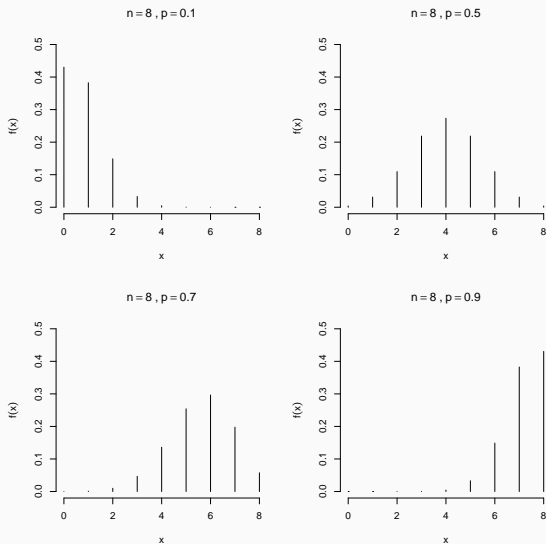 n = 8 , p = 0.1
f(x)
0.0 0.1 0.2 0.3 0.4 0.5
0 2 4 6 8
x
n = 8 , p = 0.5
f(x)
0.0 0.1 0.2 0.3 0.4 0.5
0 2 4 6 8
x
n = 8 , p = 0.7
f(x)
0.0 0.1 0.2 0.3 0.4 0.5
0 2 4 6 8
x
n = 8 , p = 0.9
f(x)
0.0 0.1 0.2 0.3 0.4 0.5
0 2 4 6 8
x